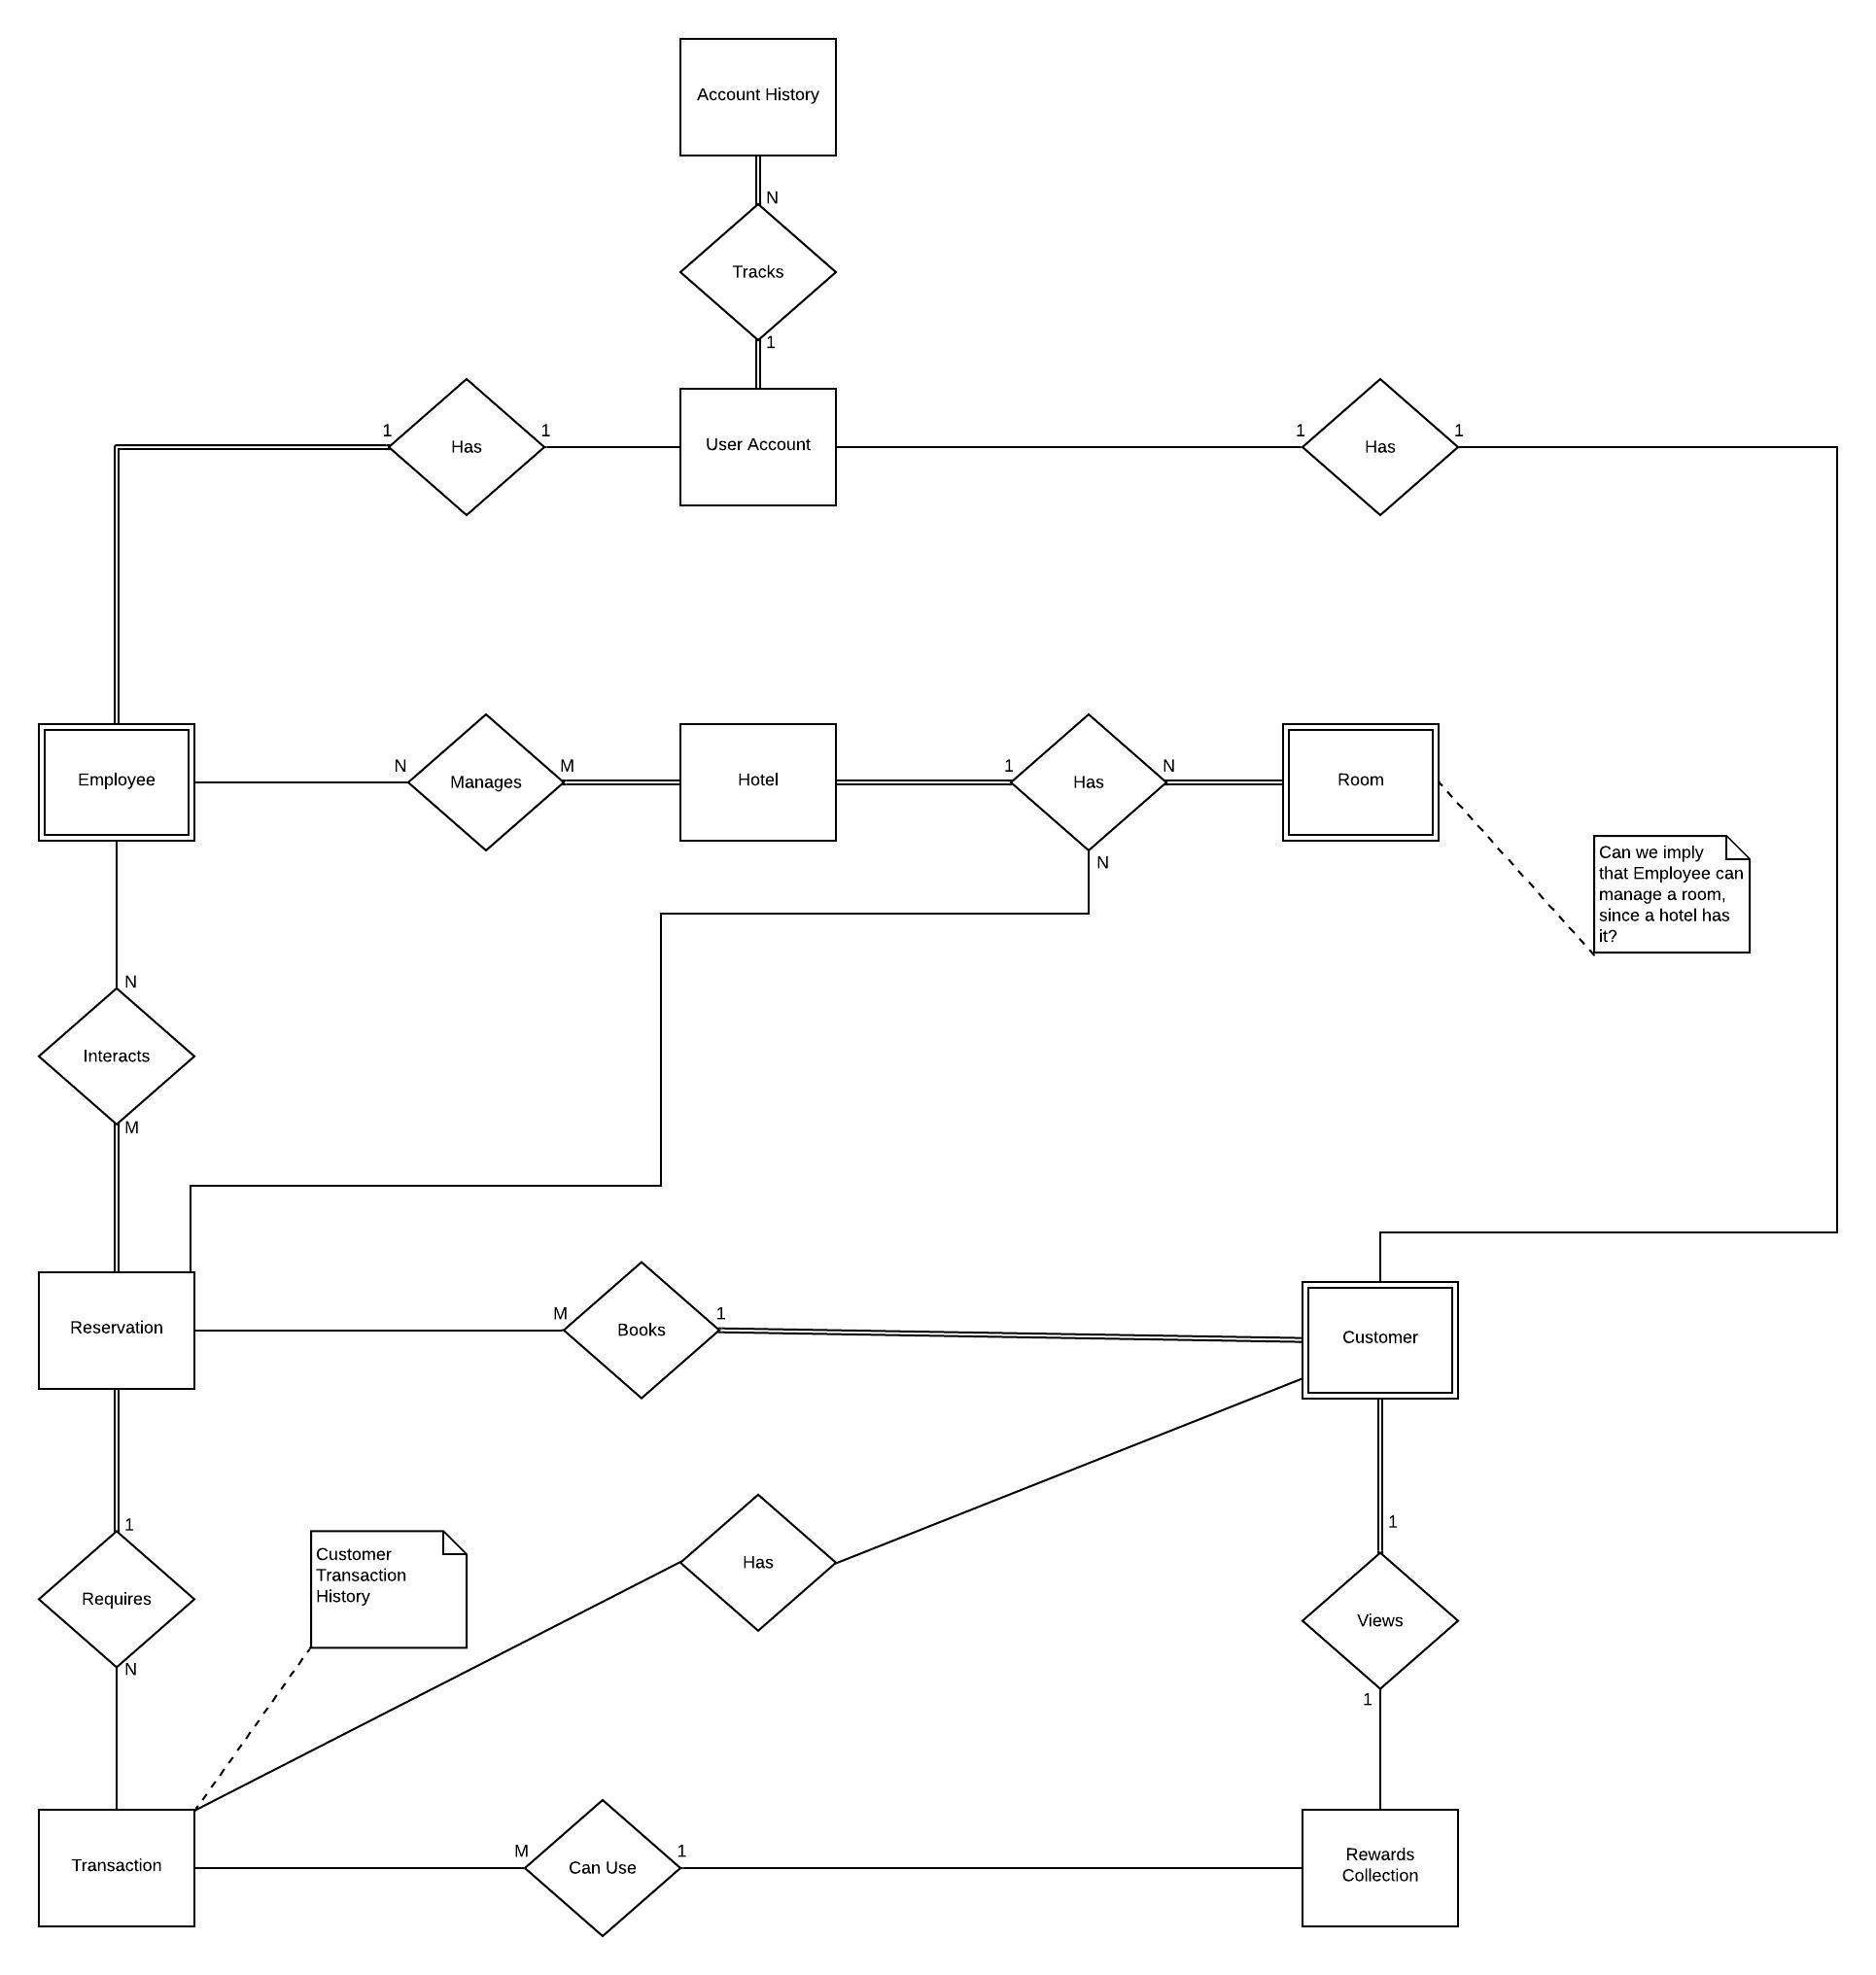 Account History
N
Tracks
1
1
Has
1
User Account
1
Has
1
Employee
N
Manages
M
Hotel
1
Has
N
Room
N
Can we imply
that Employee can
manage a room,
since a hotel has
it?
N
Interacts
M
Reservation
M
Books
1
Customer
1
Requires
N
Customer
Transaction
History
Has
1
Views
1
Transaction
M
Can Use
1
Rewards
Collection